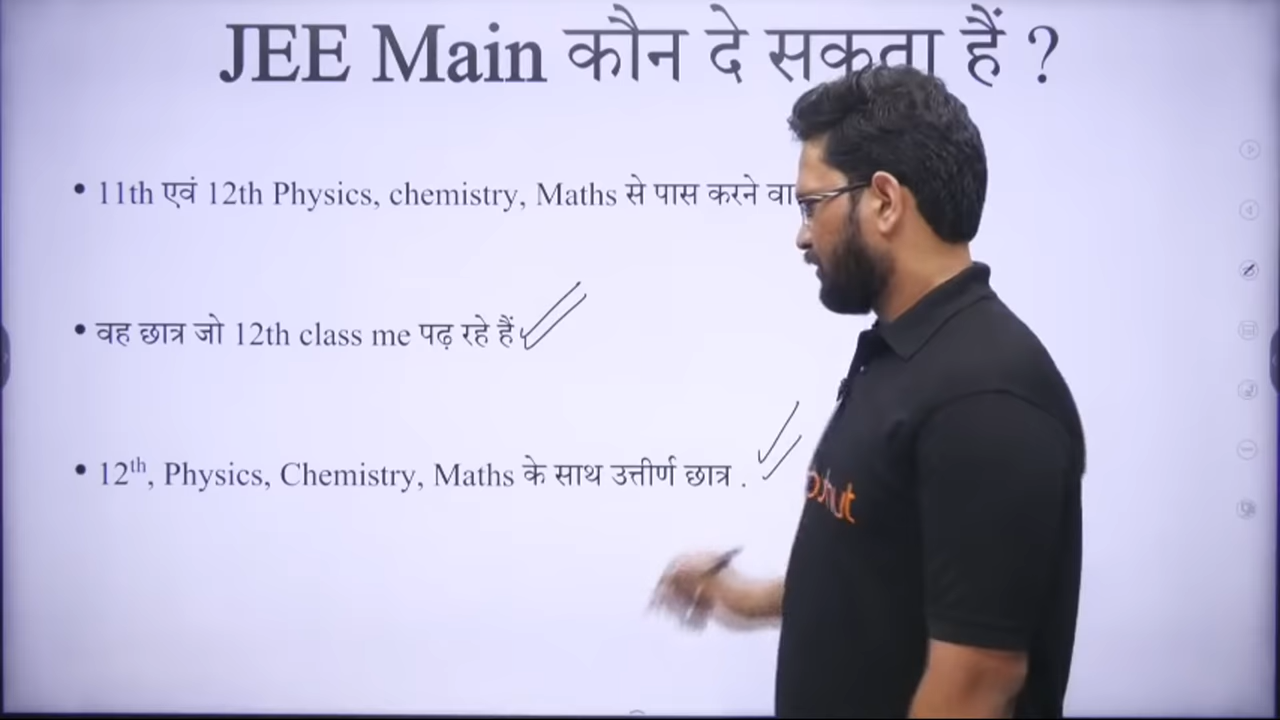 JEE Main कौन दे सकता हैं ?
• 11th एवं 12th Physics, chemistry, Maths से पास करने
• वह छात्र जो 12th class me पढ़ रहे हैं
• 12th, Physics, Chemistry, Maths के साथ उत्तीर्ण छात्र .